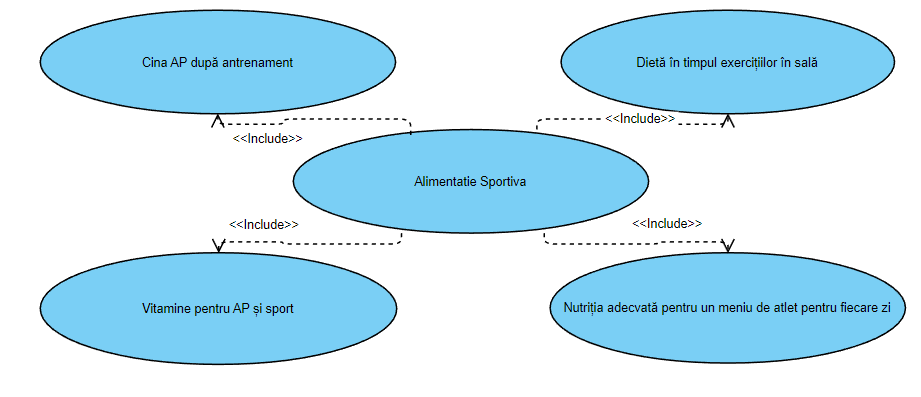 Cina AP după antrenament
Dietă în timpul exercițiilor în sală
<<Include>>
<<Include>>
Alimentatie Sportiva
<<Include>>
<<Include>>
Vitamine pentru AP și sport
Nutriția adecvată pentru un meniu de atlet pentru fiecare zi